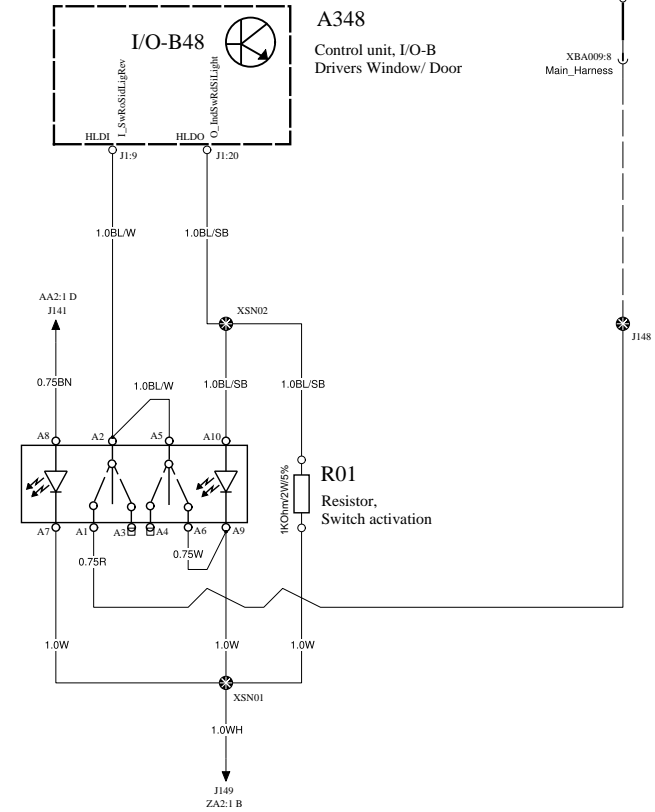 A348
I/O-B48
Control unit, I/O-B
Drivers Window/ Door
XBA009:8
Main_Harness
I_SwRoSidLigRev
O_IndSwRdSiLight
HLDI
HLDO
J1:9
J1:20
1.0BL/W
1.0BL/SB
AA2:1 D
J141
XSN02
J148
0.75BN
1.0BL/W
1.0BL/SB
1.0BL/SB
A8
A2
A5
A10
R01
Resistor,
Switch activation
1KOhm/2W/5%
A7
A1
A3
A4
A6
A9
0.75W
0.75R
1.0W
1.0W
1.0W
XSN01
1.0WH
J149
ZA2:1 B